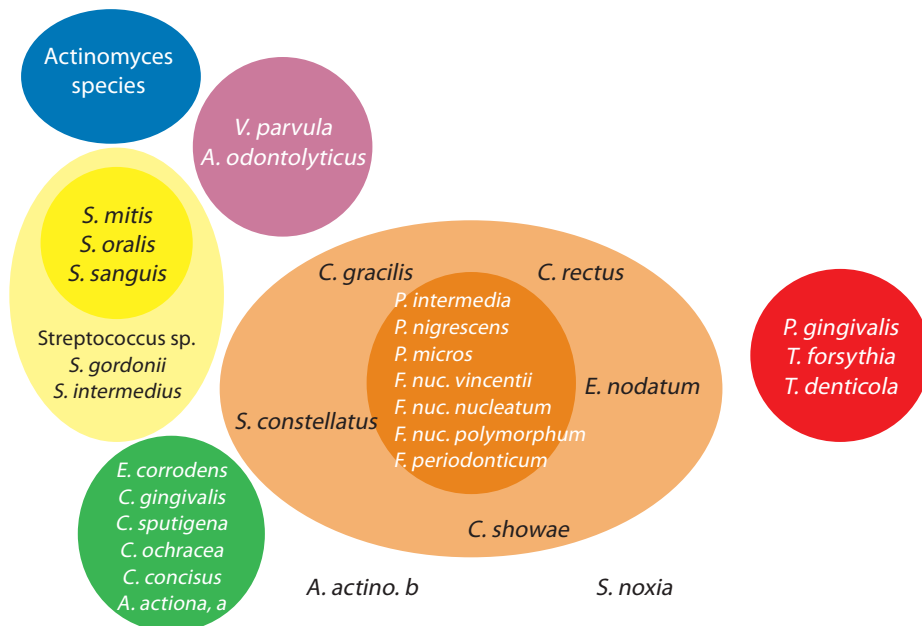 Actinomyces
species
V. parvula
A. odontolyticus
S. mitis
S. oralis
S. sanguis
Streptococcus sp.
S. gordonii
S. intermedius
C. gracilis
C. rectus
P. intermedia
P. nigrescens
P. micros
F. nuc. vincentii
F. nuc. nucleatum
F. nuc. polymorphum
F. periodonticum
S. constellatus
E. nodatum
C. showae
P. gingivalis
T. forsythia
T. denticola
E. corrodens
C. gingivalis
C. sputigena
C. ochracea
C. concisus
A. actiona, a
A. actino. b
S. noxia